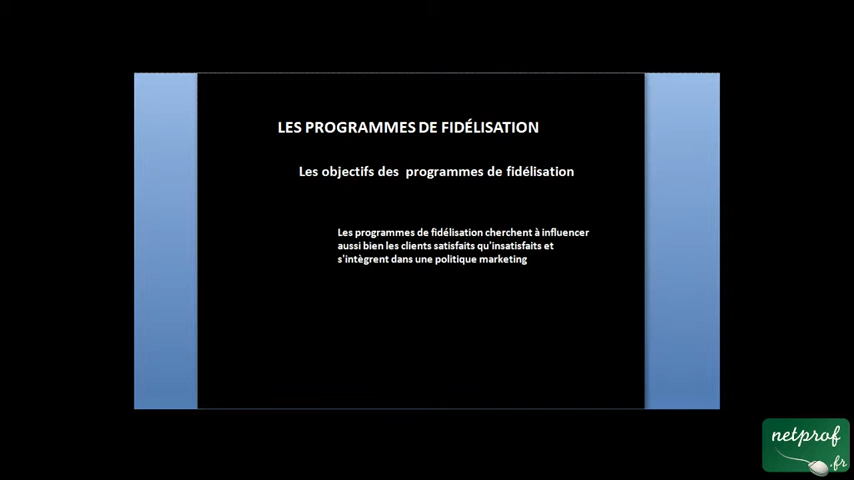 LES PROGRAMMES DE FIDÉLISATION
Les objectifs des programmes de fidélisation
Les programmes de fidélisation cherchent à influencer
aussi bien les clients satisfaits qu'insatisfaits et
s'intègrent dans une politique marketing
netprof
.fr